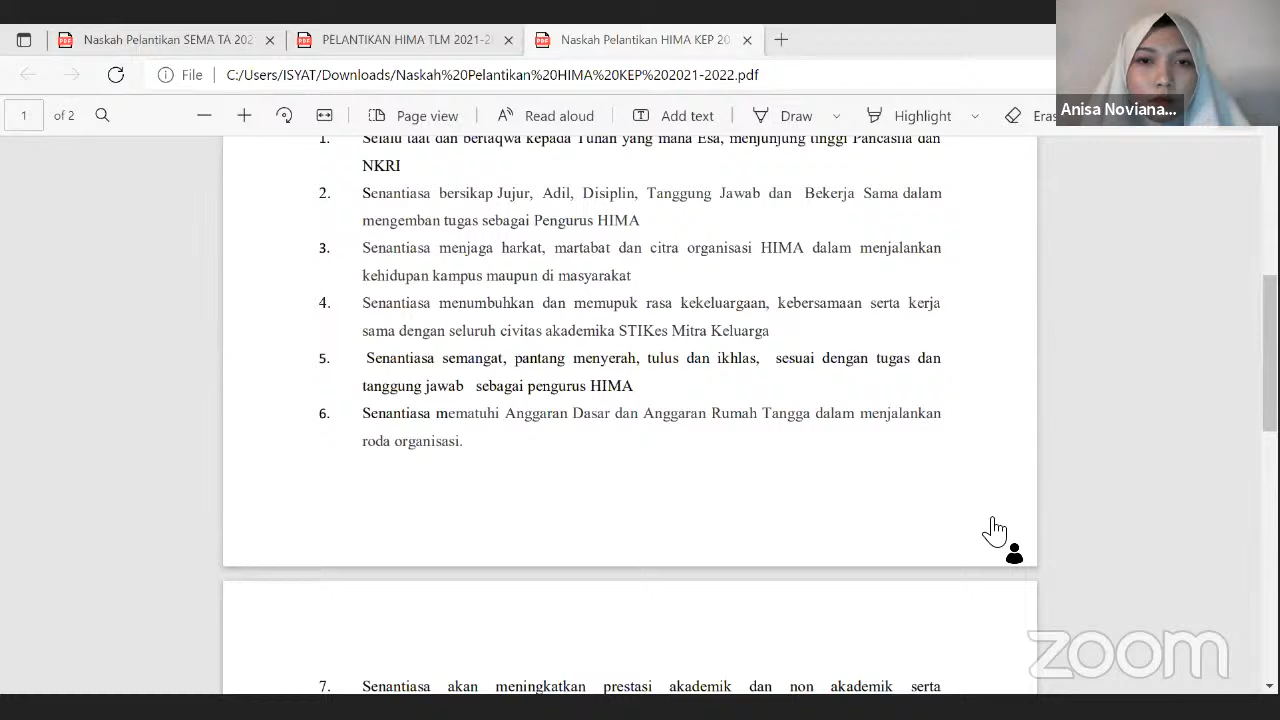 Naskah Pelantikan SEMA TA 202
PELANTIKAN HIMA TLM 2021-2
Naskah Pelantikan HIMA KEP 20
File C:/Users/ISYAT/Downloads/Naskah%20Pelantikan%20HIMA%20KEP%202021-2022.pdf
1 of 2 Page view Read aloud Add text Draw Highlight Eras
Anisa Noviana...
1. Selalu taat dan bertaqwa kepada Tuhan yang maha Esa, menjunjung tinggi Pancasila dan
NKRI
2. Senantiasa bersikap Jujur, Adil, Disiplin, Tanggung Jawab dan Bekerja Sama dalam
mengemban tugas sebagai Pengurus HIMA
3. Senantiasa menjaga harkat, martabat dan citra organisasi HIMA dalam menjalankan
kehidupan kampus maupun di masyarakat
4. Senantiasa menumbuhkan dan memupuk rasa kekeluargaan, kebersamaan serta kerja
sama dengan seluruh civitas akademika STIKes Mitra Keluarga
5. Senantiasa semangat, pantang menyerah, tulus dan ikhlas, sesuai dengan tugas dan
tanggung jawab sebagai pengurus HIMA
6. Senantiasa mematuhi Anggaran Dasar dan Anggaran Rumah Tangga dalam menjalankan
roda organisasi.
zoom
7. Senantiasa akan meningkatkan prestasi akademik dan non akademik serta